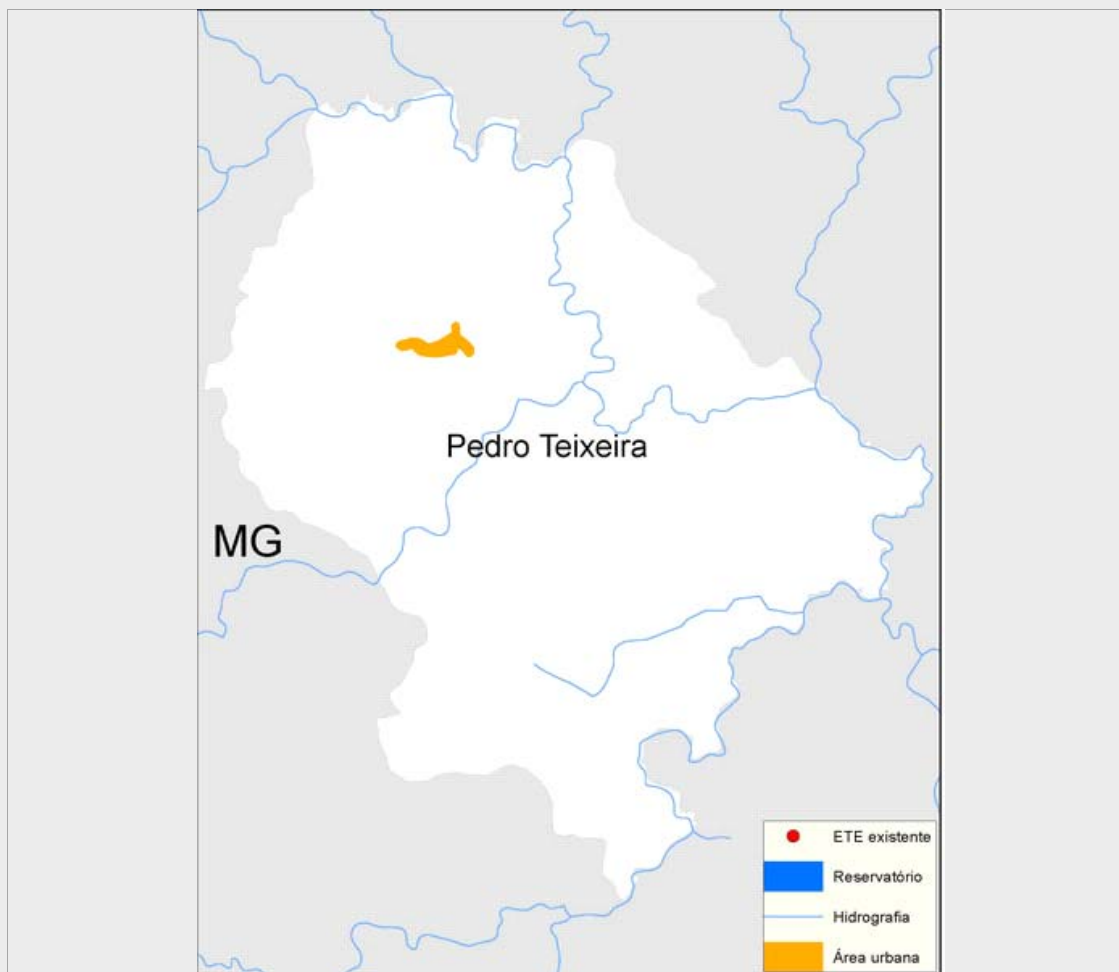 Pedro Teixeira
MG
ETE existente
Reservatório
Hidrografia
Área urbana